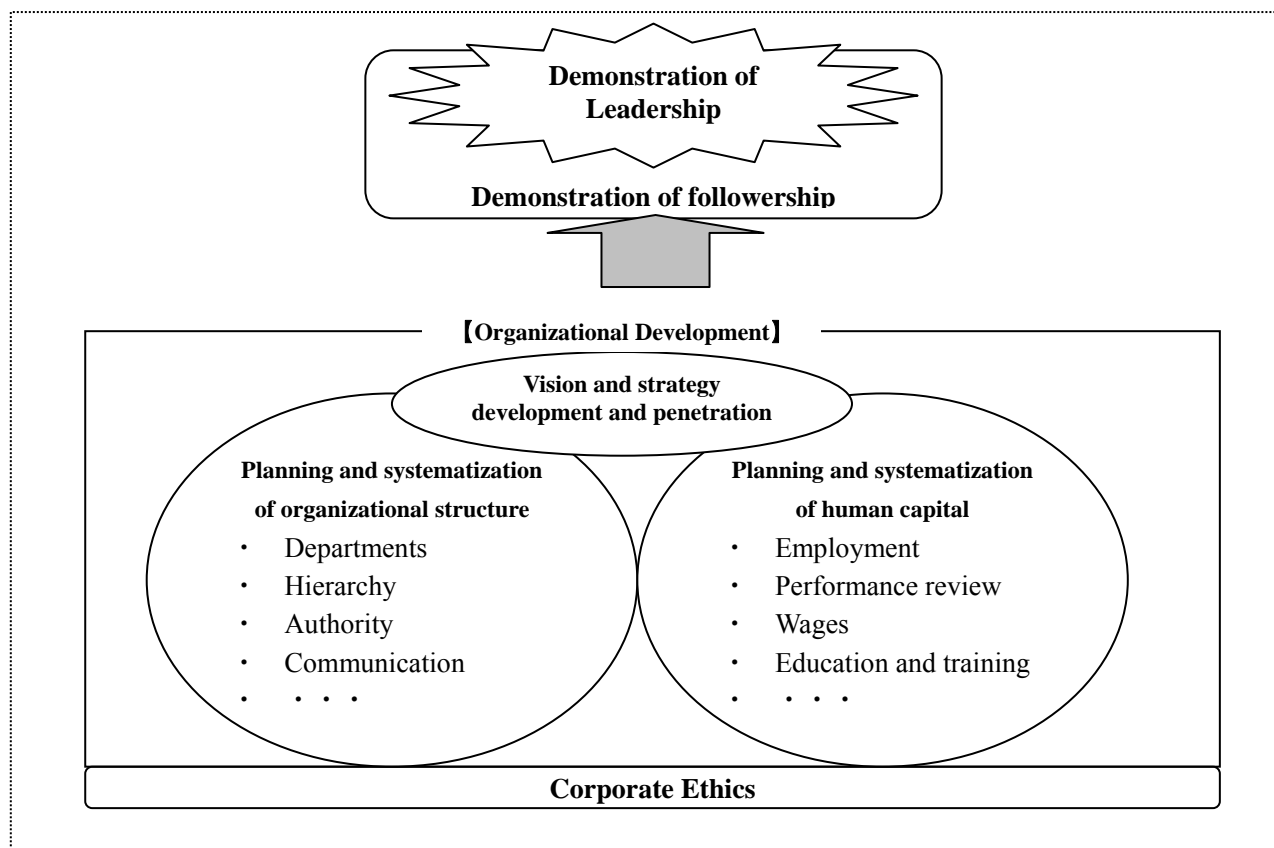 Demonstration of
Leadership
Demonstration of followership
【Organizational Development】
Vision and strategy
development and penetration
Planning and systematization
of organizational structure
・ Departments
・ Hierarchy
・ Authority
・ Communication
・ ・・・
Planning and systematization
of human capital
・ Employment
・ Performance review
・ Wages
・ Education and training
・ ・・・
Corporate Ethics